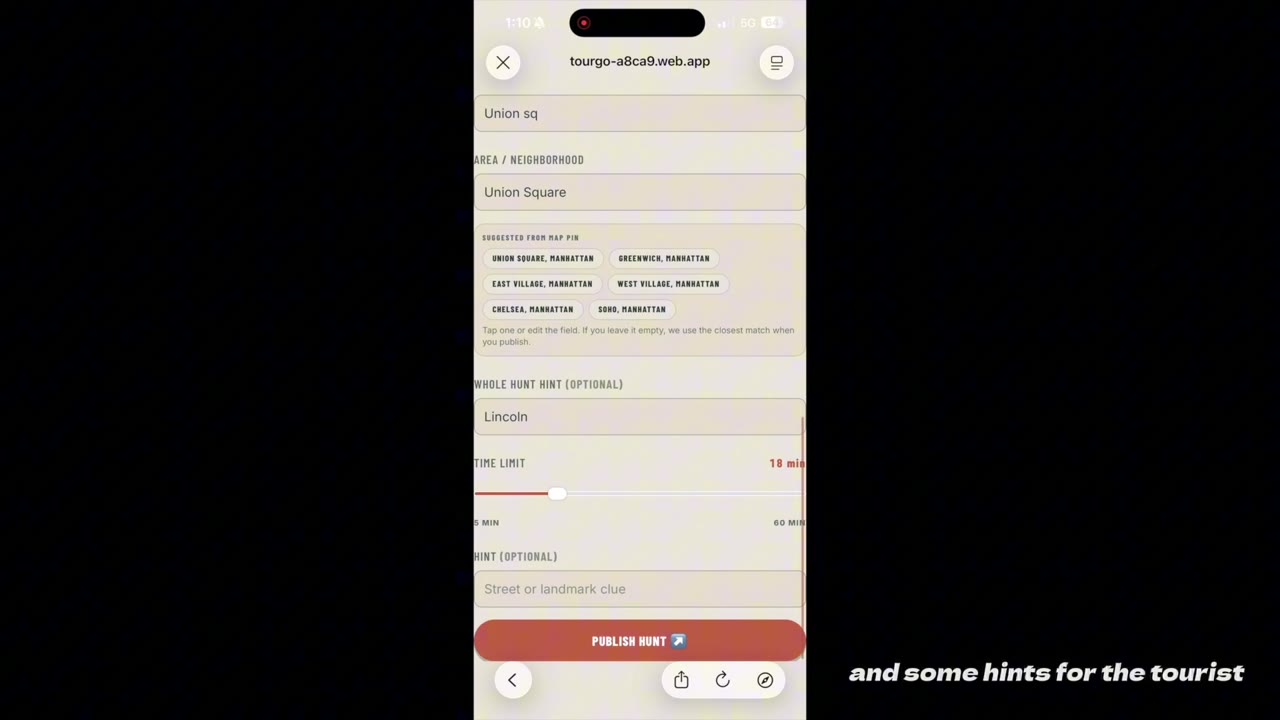 1:10
5G 64
tourgo-a8ca9.web.app
Union sq
AREA / NEIGHBORHOOD
Union Square
SUGGESTED FROM MAP PIN
UNION SQUARE, MANHATTAN
GREENWICH, MANHATTAN
EAST VILLAGE, MANHATTAN
WEST VILLAGE, MANHATTAN
CHELSEA, MANHATTAN
SOHO, MANHATTAN
Tap one or edit the field. If you leave it empty, we use the closest match when
you publish.
WHOLE HUNT HINT (OPTIONAL)
Lincoln
TIME LIMIT
18 min
5 MIN
60 MIN
HINT (OPTIONAL)
Street or landmark clue
PUBLISH HUNT
and some hints for the tourist